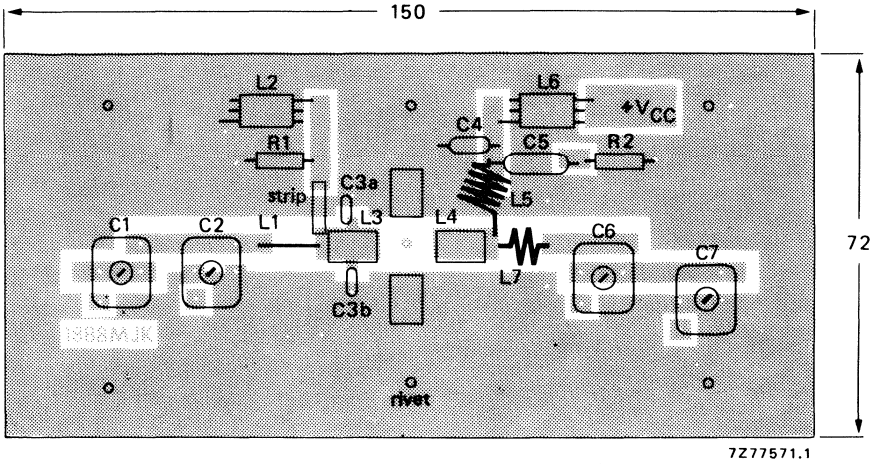 150
L2
L6
+VCC
C4
C5
R2
R1
strip
C3a
L5
C1
C2
L1
L3
L4
C6
72
C7
L7
C3b
1888MJK
rivet
7Z77571.1